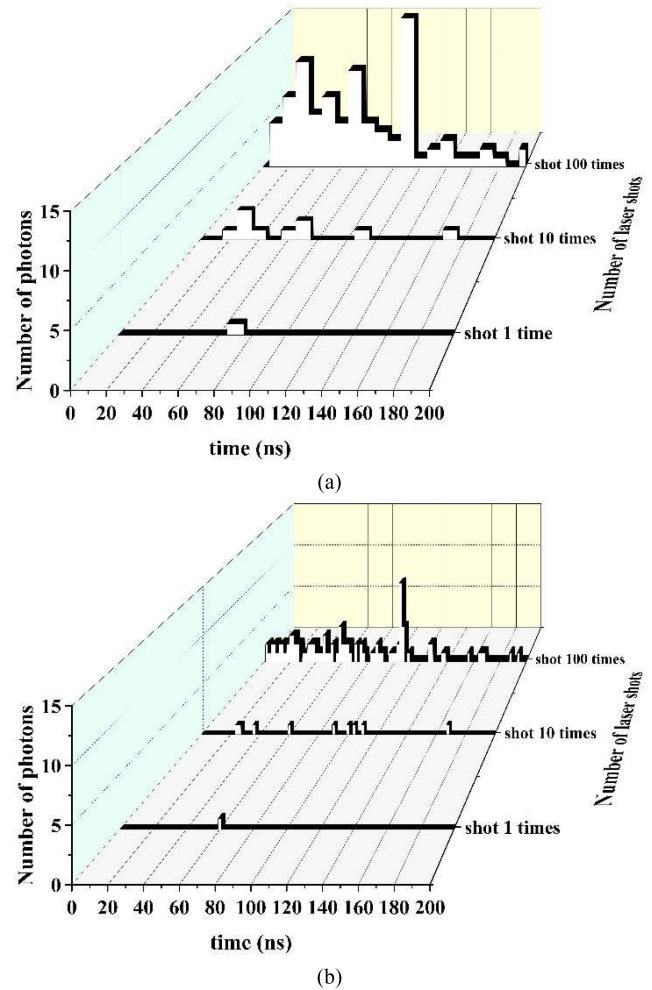 shot 100 times
15
shot 10 times
10
5
shot 1 time
0
0 20 40 60 80 100 120 140 160 180 200
Number of photons
time (ns)
Number of laser shots
(a)
shot 100 times
15
shot 10 times
10
5
shot 1 times
0
0 20 40 60 80 100 120 140 160 180 200
Number of photons
time (ns)
Number of laser shots
(b)